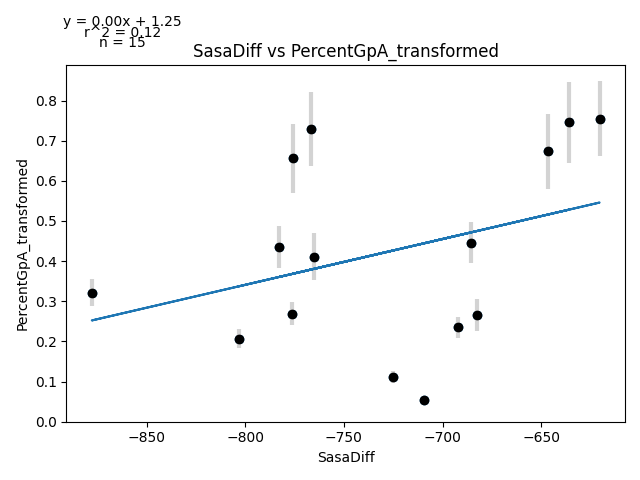 y = 0.00x + 1.25
r^2 = 0.12
n = 15
SasaDiff vs PercentGpA_transformed
PercentGpA_transformed
0.8
0.7
0.6
0.5
0.4
0.3
0.2
0.1
0.0
−850
−800
−750
−700
−650
SasaDiff